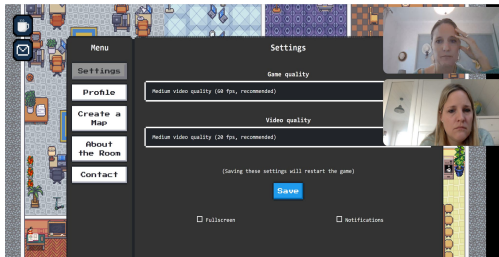 Menu
Settings
Profile
Create a
Map
About
the Room
Contact
Settings
Game quality
Medium video quality (60 fps, recommended)
Video quality
Medium video quality (20 fps, recommended)
(Saving these settings will restart the game)
Save
Fullscreen
Notifications